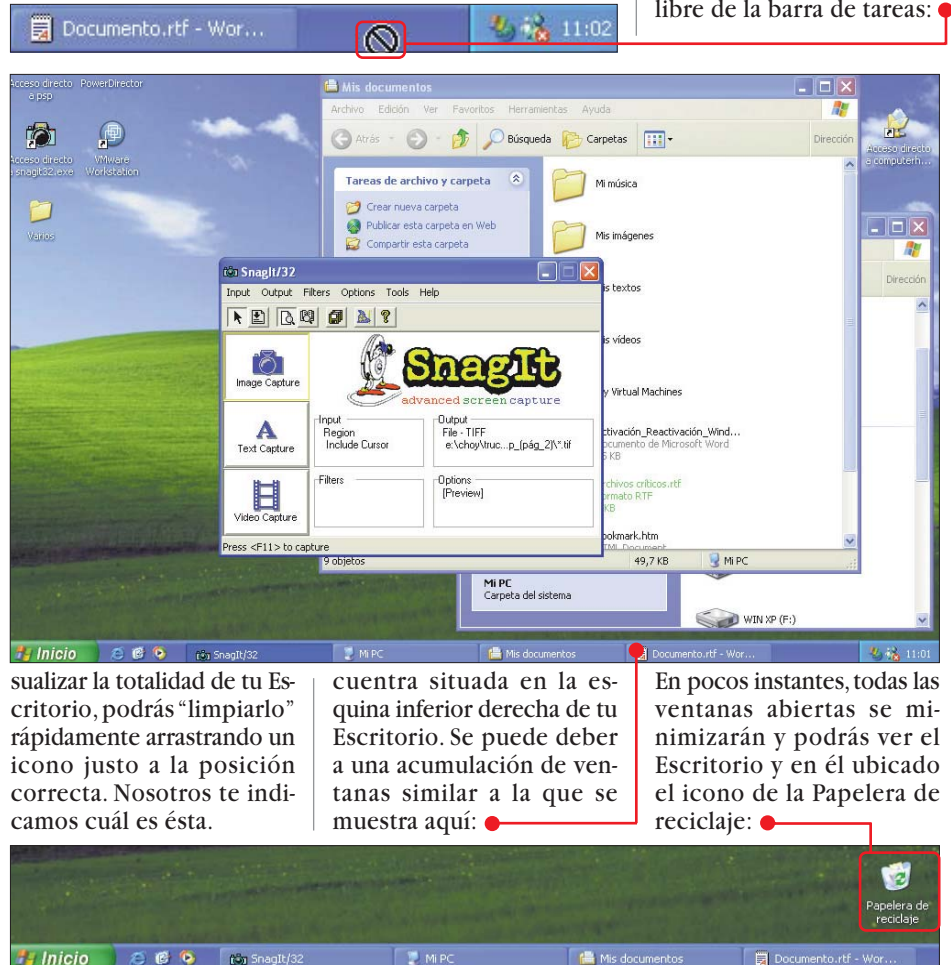 libre de la barra de tareas:
Documento.rtf - Wor...
11:02
Acceso directo a psp
PowerDirector
Acceso directo a snagit32.exe
VMware Workstation
Varios
Mis documentos
Archivo Edición Ver Favoritos Herramientas Ayuda
Atrás Búsqueda Carpetas Dirección
Acceso directo a computerh...
Tareas de archivo y carpeta
Crear nueva carpeta
Publicar esta carpeta en Web
Compartir esta carpeta
Mi música
Mis imágenes
is textos
is vídeos
y Virtual Machines
ctivación_Reactivación_Wind...
ocumento de Microsoft Word
KB
rchivos críticos.rtf
ormato RTF
KB
ookmark.htm
TML Document
Dirección
SnagIt/32
Input Output Filters Options Tools Help
Image Capture
Text Capture
Video Capture
SnagIt
advanced screen capture
Input
Region
Include Cursor
Output
File - TIFF
e:\choy\truc...p_(pág_2)\*.tif
Filters
Options
[Preview]
Press <F11> to capture
9 objetos 49,7 KB Mi PC
Mi PC
Carpeta del sistema
WIN XP (F:)
Inicio SnagIt/32 Mi PC Mis documentos Documento.rtf - Wor... 11:01
sualizar la totalidad de tu Es-
critorio, podrás “limpiarlo”
rápidamente arrastrando un
icono justo a la posición
correcta. Nosotros te indi-
camos cuál es ésta.
cuentra situada en la es-
quina inferior derecha de tu
Escritorio. Se puede deber
a una acumulación de ven-
tanas similar a la que se
muestra aquí:
En pocos instantes, todas las
ventanas abiertas se mi-
nimizarán y podrás ver el
Escritorio y en él ubicado
el icono de la Papelera de
reciclaje:
Papelera de
reciclaje
Inicio SnagIt/32 Mi PC Mis documentos Documento.rtf - Wor...